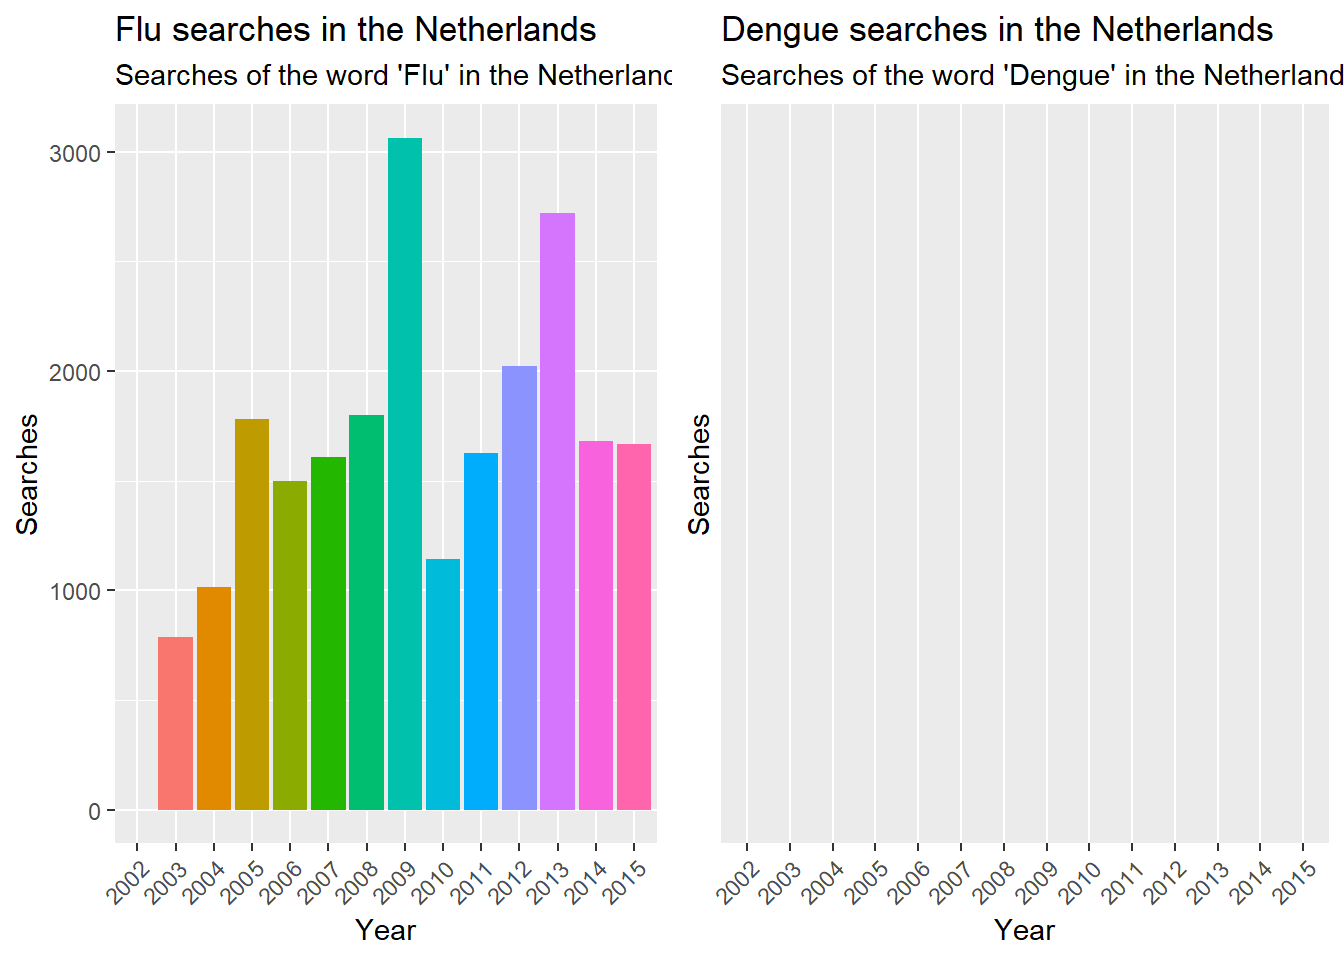 Flu searches in the Netherlands
Searches of the word 'Flu' in the
3000
2000
1000
0
Searches
2002 2003 2004 2005 2006 2007 2008 2009 2010 2011 2012 2013 2014 2015
Year
Dengue searches in the Netherlands
Searches of the word 'Dengue' in the Netherland
Searches
2002 2003 2004 2005 2006 2007 2008 2009 2010 2011 2012 2013 2014 2015
Year